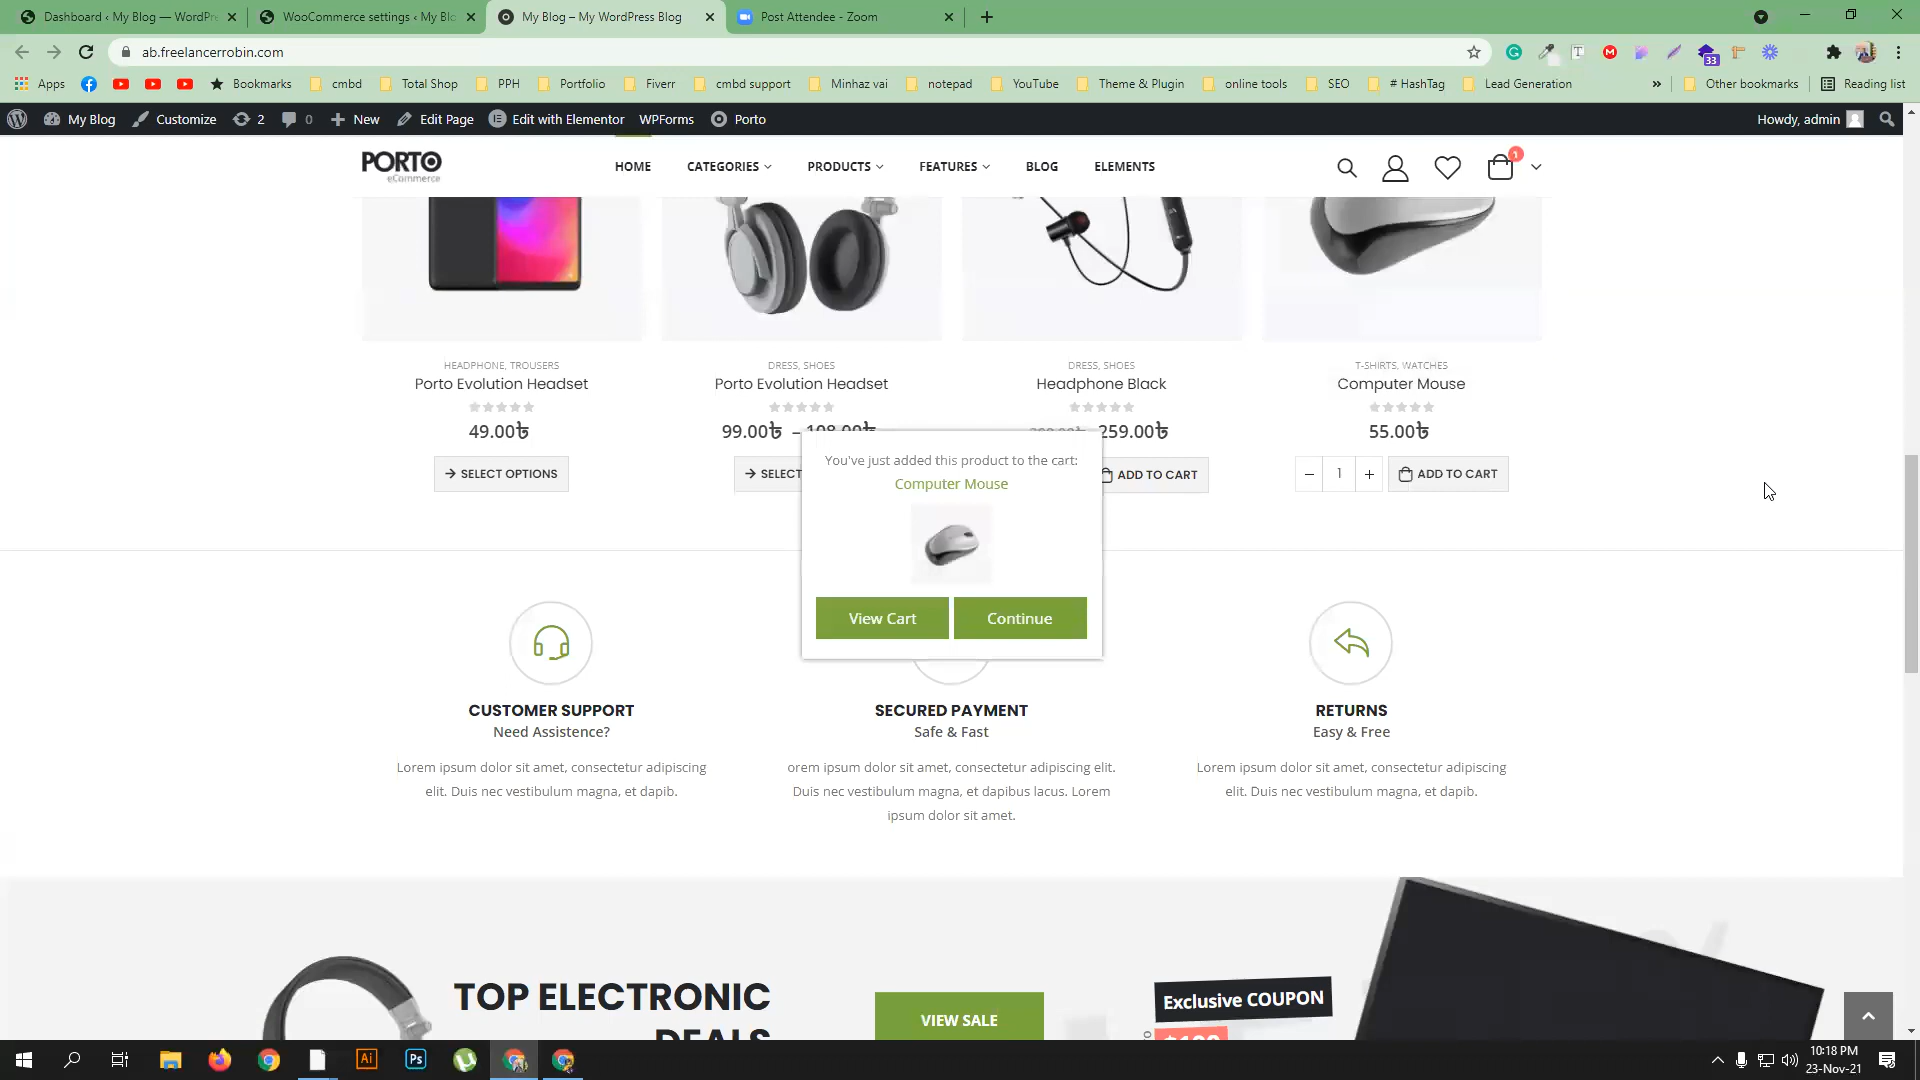 Dashboard ‹ My Blog — WordPr
WooCommerce settings ‹ My Blo
My Blog – My WordPress Blog
Post Attendee - Zoom
ab.freelancerrobin.com
33
Apps
Bookmarks
cmbd
Total Shop
PPH
Portfolio
Fiverr
cmbd support
Minhaz vai
notepad
YouTube
Theme & Plugin
online tools
SEO
# HashTag
Lead Generation
»
Other bookmarks
Reading list
My Blog
Customize
2
0
New
Edit Page
Edit with Elementor
WPForms
Porto
Howdy, admin
PORTO
eCommerce
HOME
CATEGORIES
PRODUCTS
FEATURES
BLOG
ELEMENTS
1
HEADPHONE, TROUSERS
Porto Evolution Headset
49.00৳
SELECT OPTIONS
DRESS, SHOES
Porto Evolution Headset
99.00৳ – 108.00৳
SELECT
DRESS, SHOES
Headphone Black
259.00৳
ADD TO CART
T-SHIRTS, WATCHES
Computer Mouse
55.00৳
− 1 +
ADD TO CART
You've just added this product to the cart:
Computer Mouse
View Cart
Continue
CUSTOMER SUPPORT
Need Assistence?
Lorem ipsum dolor sit amet, consectetur adipiscing
elit. Duis nec vestibulum magna, et dapib.
SECURED PAYMENT
Safe & Fast
orem ipsum dolor sit amet, consectetur adipiscing elit.
Duis nec vestibulum magna, et dapibus lacus. Lorem
ipsum dolor sit amet.
RETURNS
Easy & Free
Lorem ipsum dolor sit amet, consectetur adipiscing
elit. Duis nec vestibulum magna, et dapib.
TOP ELECTRONIC
DEALS
VIEW SALE
Exclusive COUPON
Ai
Ps
10:18 PM
23-Nov-21